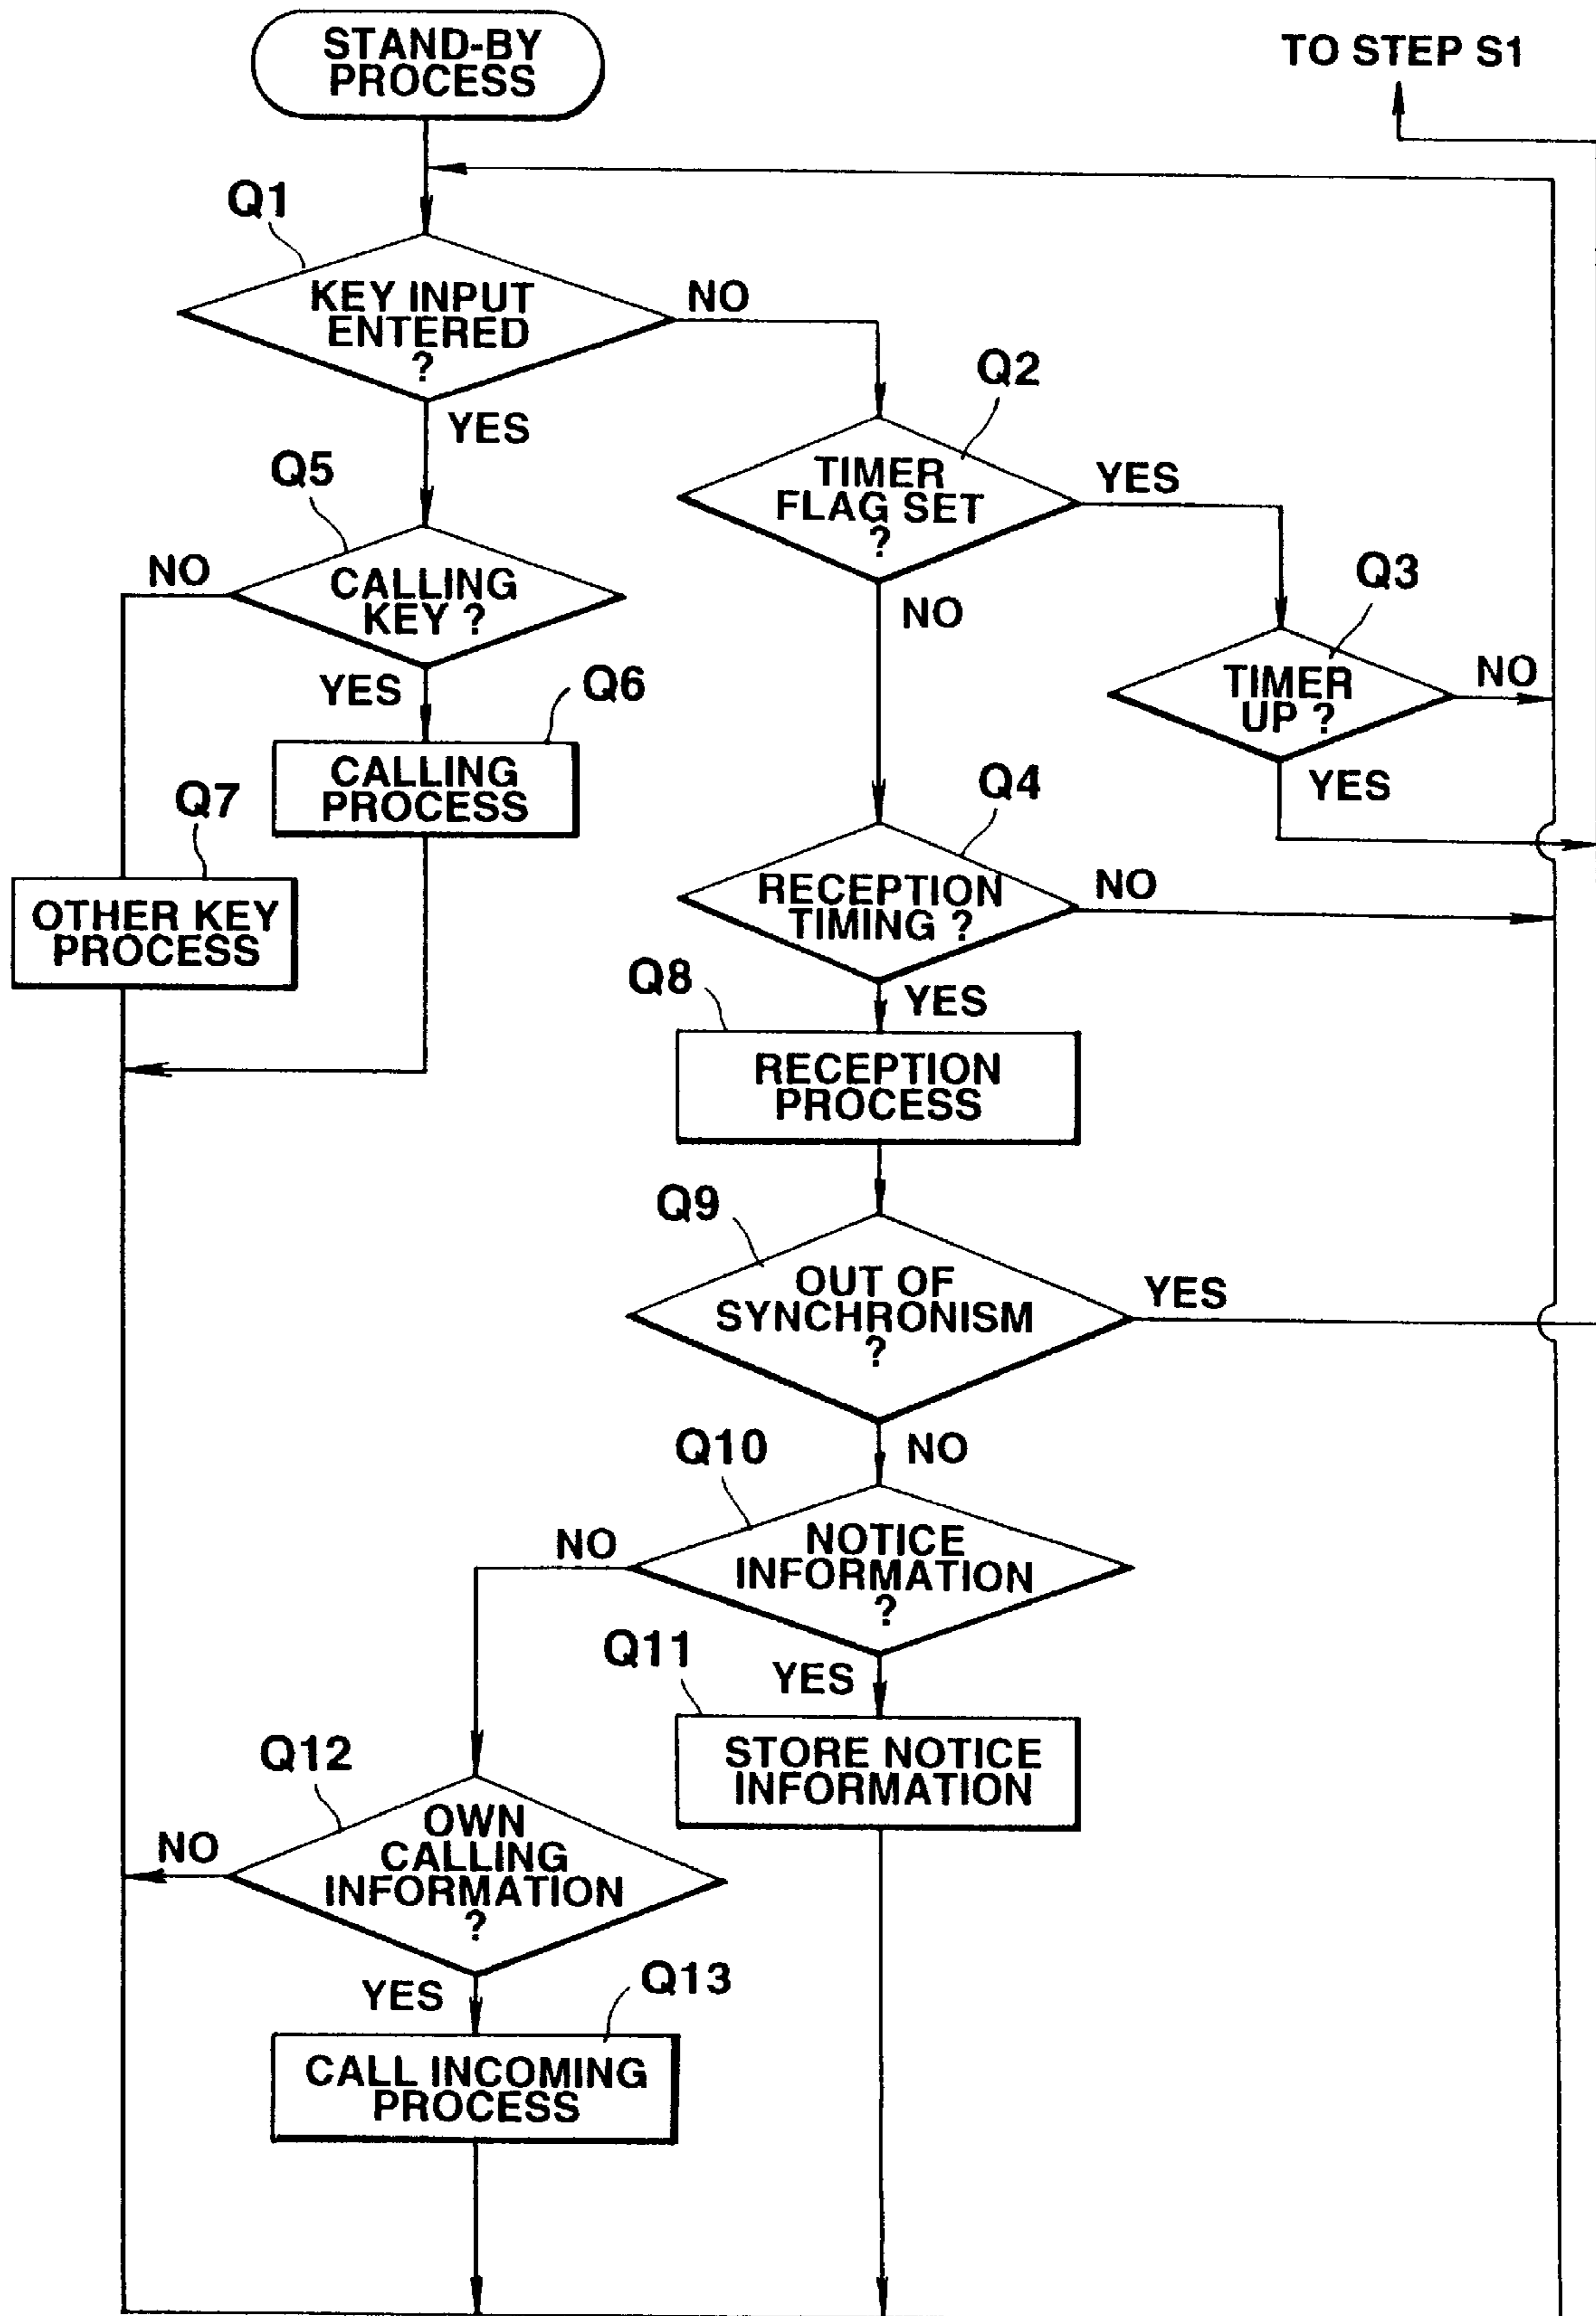 STAND-BY
PROCESS
TO STEP S1
Q1
KEY INPUT
ENTERED
?
NO
YES
Q2
TIMER
FLAG SET
?
YES
NO
Q5
CALLING
KEY ?
NO
YES
Q3
TIMER
UP ?
NO
YES
Q6
CALLING
PROCESS
Q7
OTHER KEY
PROCESS
Q4
RECEPTION
TIMING ?
NO
YES
Q8
RECEPTION
PROCESS
Q9
OUT OF
SYNCHRONISM
?
YES
NO
Q10
NOTICE
INFORMATION
?
NO
YES
Q11
STORE NOTICE
INFORMATION
Q12
OWN
CALLING
INFORMATION
?
NO
YES
Q13
CALL INCOMING
PROCESS